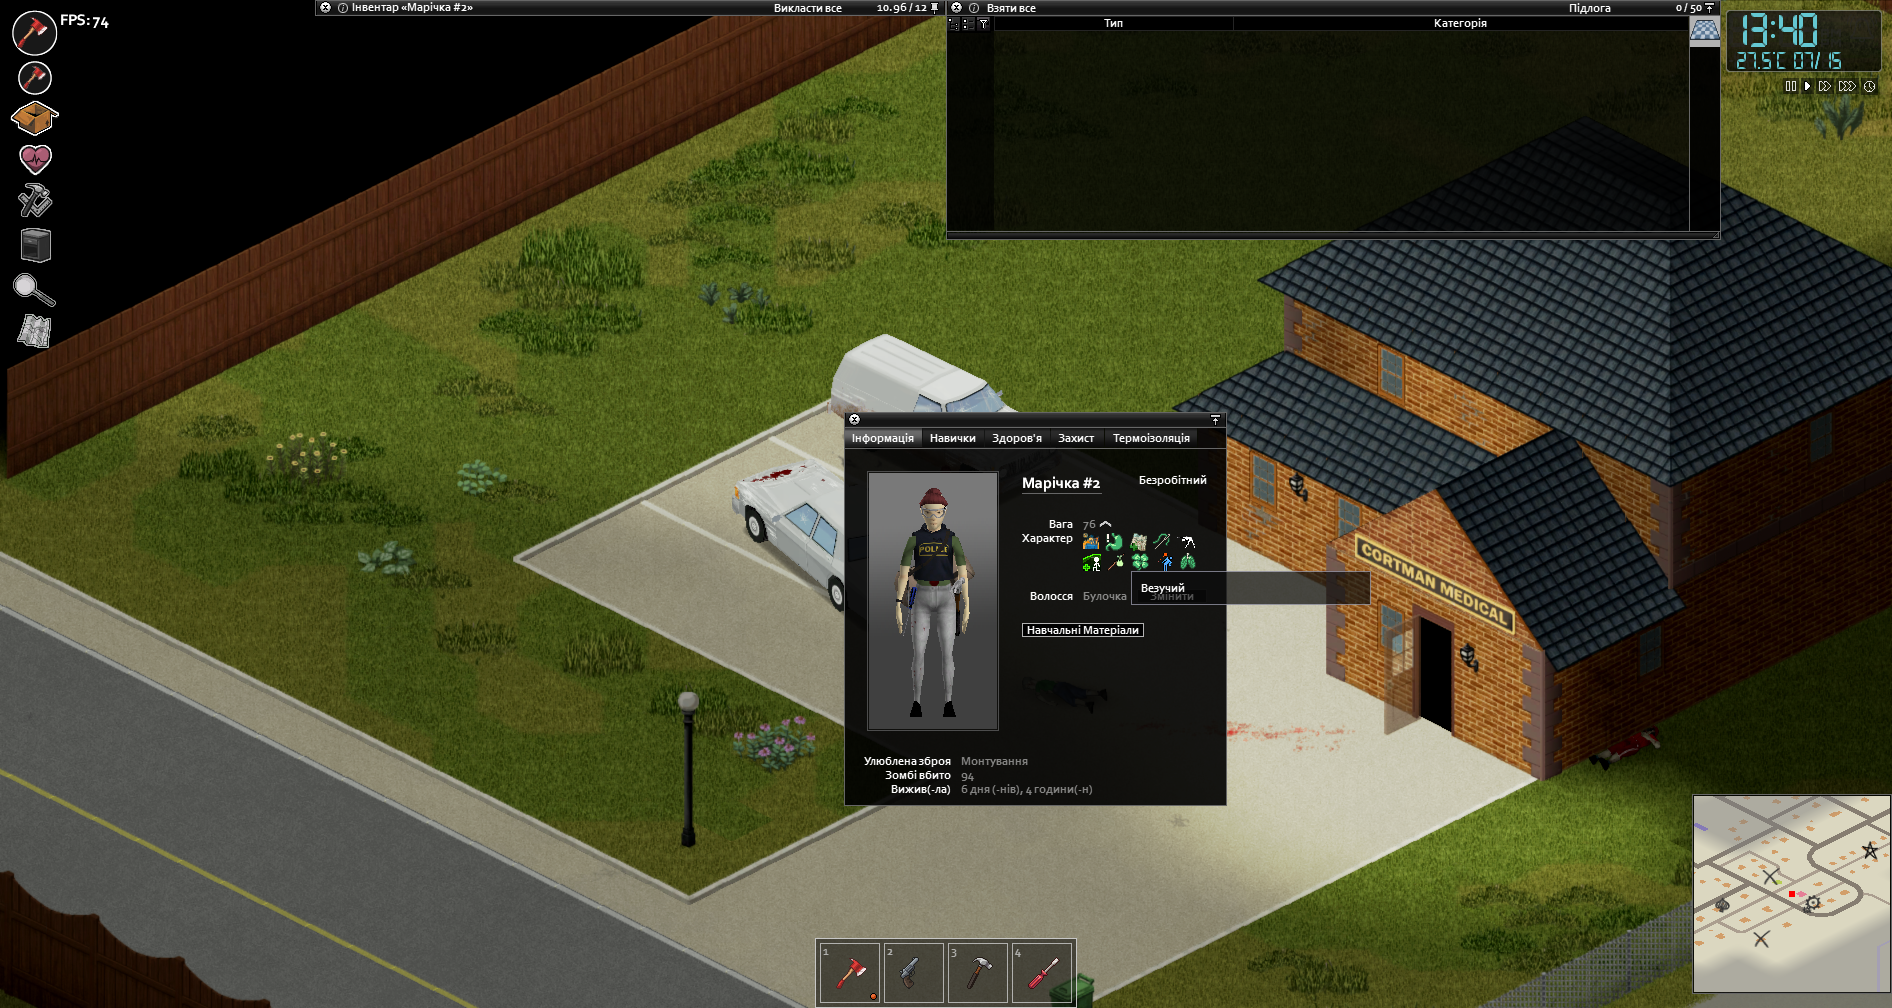 FPS: 74
Інвентар «Марічка #2»
Викласти все
10.96 / 12
Взяти все
Підлога
0 / 50
Тип
Категорія
13:40
27.5°C 07/15
Інформація
Навички
Здоров'я
Захист
Термоізоляція
POLICE
Марічка #2
Безробітний
Вага 76
Характер
Везучий
Волосся Булочка Змінити
Навчальні Матеріали
Улюблена зброя Монтування
Зомбі вбито 94
Вижив(-ла) 6 дня (-нів), 4 години(-н)
CORTMAN MEDICAL
1
2
3
4